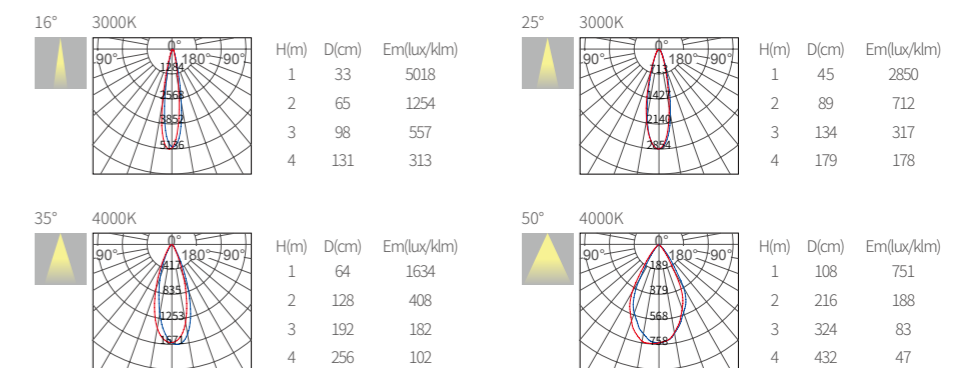 16° 3000K
0°
90° 180° 90°
1284
2568
3852
5136
H(m) D(cm) Em(lux/klm)
1 33 5018
2 65 1254
3 98 557
4 131 313
25° 3000K
0°
90° 180° 90°
713
1427
2140
2854
H(m) D(cm) Em(lux/klm)
1 45 2850
2 89 712
3 134 317
4 179 178
35° 4000K
0°
90° 180° 90°
417
835
1253
1671
H(m) D(cm) Em(lux/klm)
1 64 1634
2 128 408
3 192 182
4 256 102
50° 4000K
0°
90° 180° 90°
189
379
568
758
H(m) D(cm) Em(lux/klm)
1 108 751
2 216 188
3 324 83
4 432 47